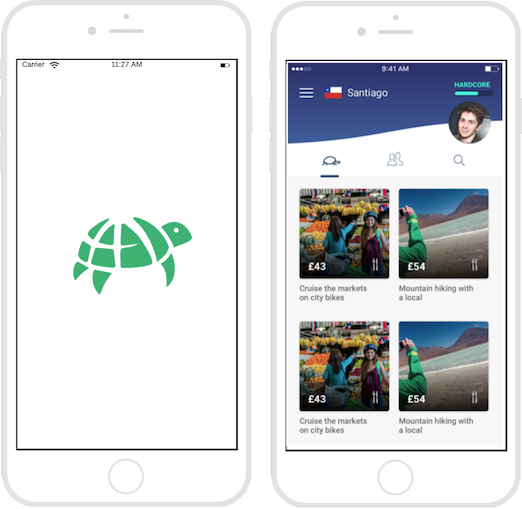 Carrier 11:27 AM
9:41 AM
HARDCORE
Santiago
£43 £54
Cruise the markets
on city bikes
Mountain hiking with
a local
£43 £54
Cruise the markets
on city bikes
Mountain hiking with
a local